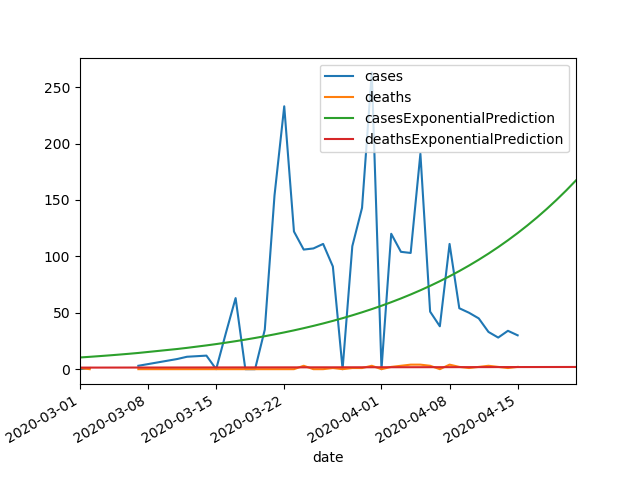 cases
deaths
casesExponentialPrediction
deathsExponentialPrediction
250
200
150
100
50
0
2020-03-01
2020-03-08
2020-03-15
2020-03-22
2020-04-01
2020-04-08
2020-04-15
date